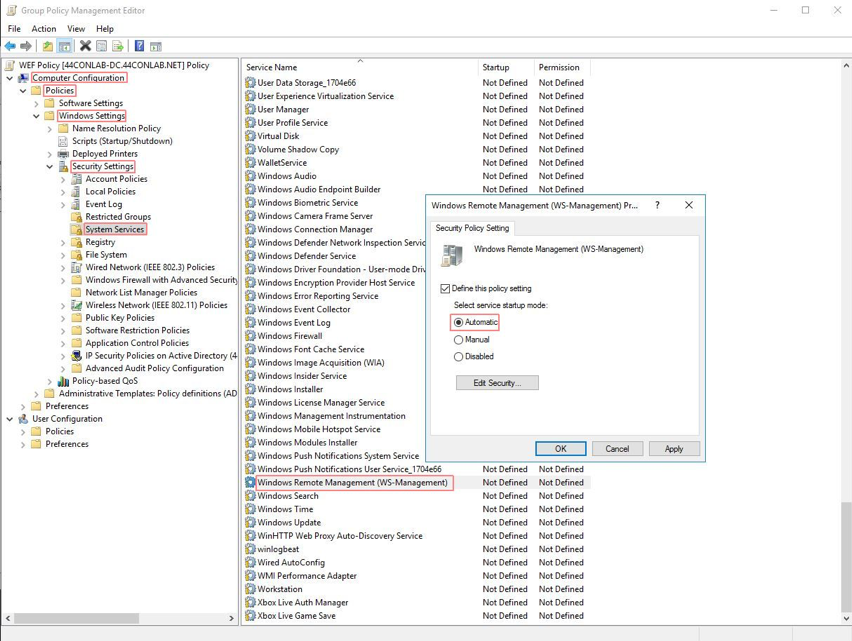 Group Policy Management Editor
File Action View Help
WEF Policy [44CONLAB-DC.44CONLAB.NET] Policy
Computer Configuration
Policies
Software Settings
Windows Settings
Name Resolution Policy
Scripts (Startup/Shutdown)
Deployed Printers
Security Settings
Account Policies
Local Policies
Event Log
Restricted Groups
System Services
Registry
File System
Wired Network (IEEE 802.3) Policies
Windows Firewall with Advanced Security
Network List Manager Policies
Wireless Network (IEEE 802.11) Policies
Public Key Policies
Software Restriction Policies
Application Control Policies
IP Security Policies on Active Directory (4
Advanced Audit Policy Configuration
Policy-based QoS
Administrative Templates: Policy definitions (AD
Preferences
User Configuration
Policies
Preferences
Service Name Startup Permission
User Data Storage_1704e66 Not Defined Not Defined
User Experience Virtualization Service Not Defined Not Defined
User Manager Not Defined Not Defined
User Profile Service Not Defined Not Defined
Virtual Disk Not Defined Not Defined
Volume Shadow Copy Not Defined Not Defined
WalletService Not Defined Not Defined
Windows Audio Not Defined Not Defined
Windows Audio Endpoint Builder Not Defined Not Defined
Windows Biometric Service
Windows Camera Frame Server
Windows Connection Manager
Windows Defender Network Inspection Servic
Windows Defender Service
Windows Driver Foundation - User-mode Driv
Windows Encryption Provider Host Service
Windows Error Reporting Service
Windows Event Collector
Windows Event Log
Windows Firewall
Windows Font Cache Service
Windows Image Acquisition (WIA)
Windows Insider Service
Windows Installer
Windows License Manager Service
Windows Management Instrumentation
Windows Mobile Hotspot Service
Windows Modules Installer
Windows Push Notifications System Service
Windows Push Notifications User Service_1704e66 Not Defined Not Defined
Windows Remote Management (WS-Management) Not Defined Not Defined
Windows Search Not Defined Not Defined
Windows Time Not Defined Not Defined
Windows Update Not Defined Not Defined
WinHTTP Web Proxy Auto-Discovery Service Not Defined Not Defined
winlogbeat Not Defined Not Defined
Wired AutoConfig Not Defined Not Defined
WMI Performance Adapter Not Defined Not Defined
Workstation Not Defined Not Defined
Xbox Live Auth Manager Not Defined Not Defined
Xbox Live Game Save Not Defined Not Defined
Windows Remote Management (WS-Management) Pr... ?
Security Policy Setting
Windows Remote Management (WS-Management)
Define this policy setting
Select service startup mode:
Automatic
Manual
Disabled
Edit Security...
OK Cancel Apply